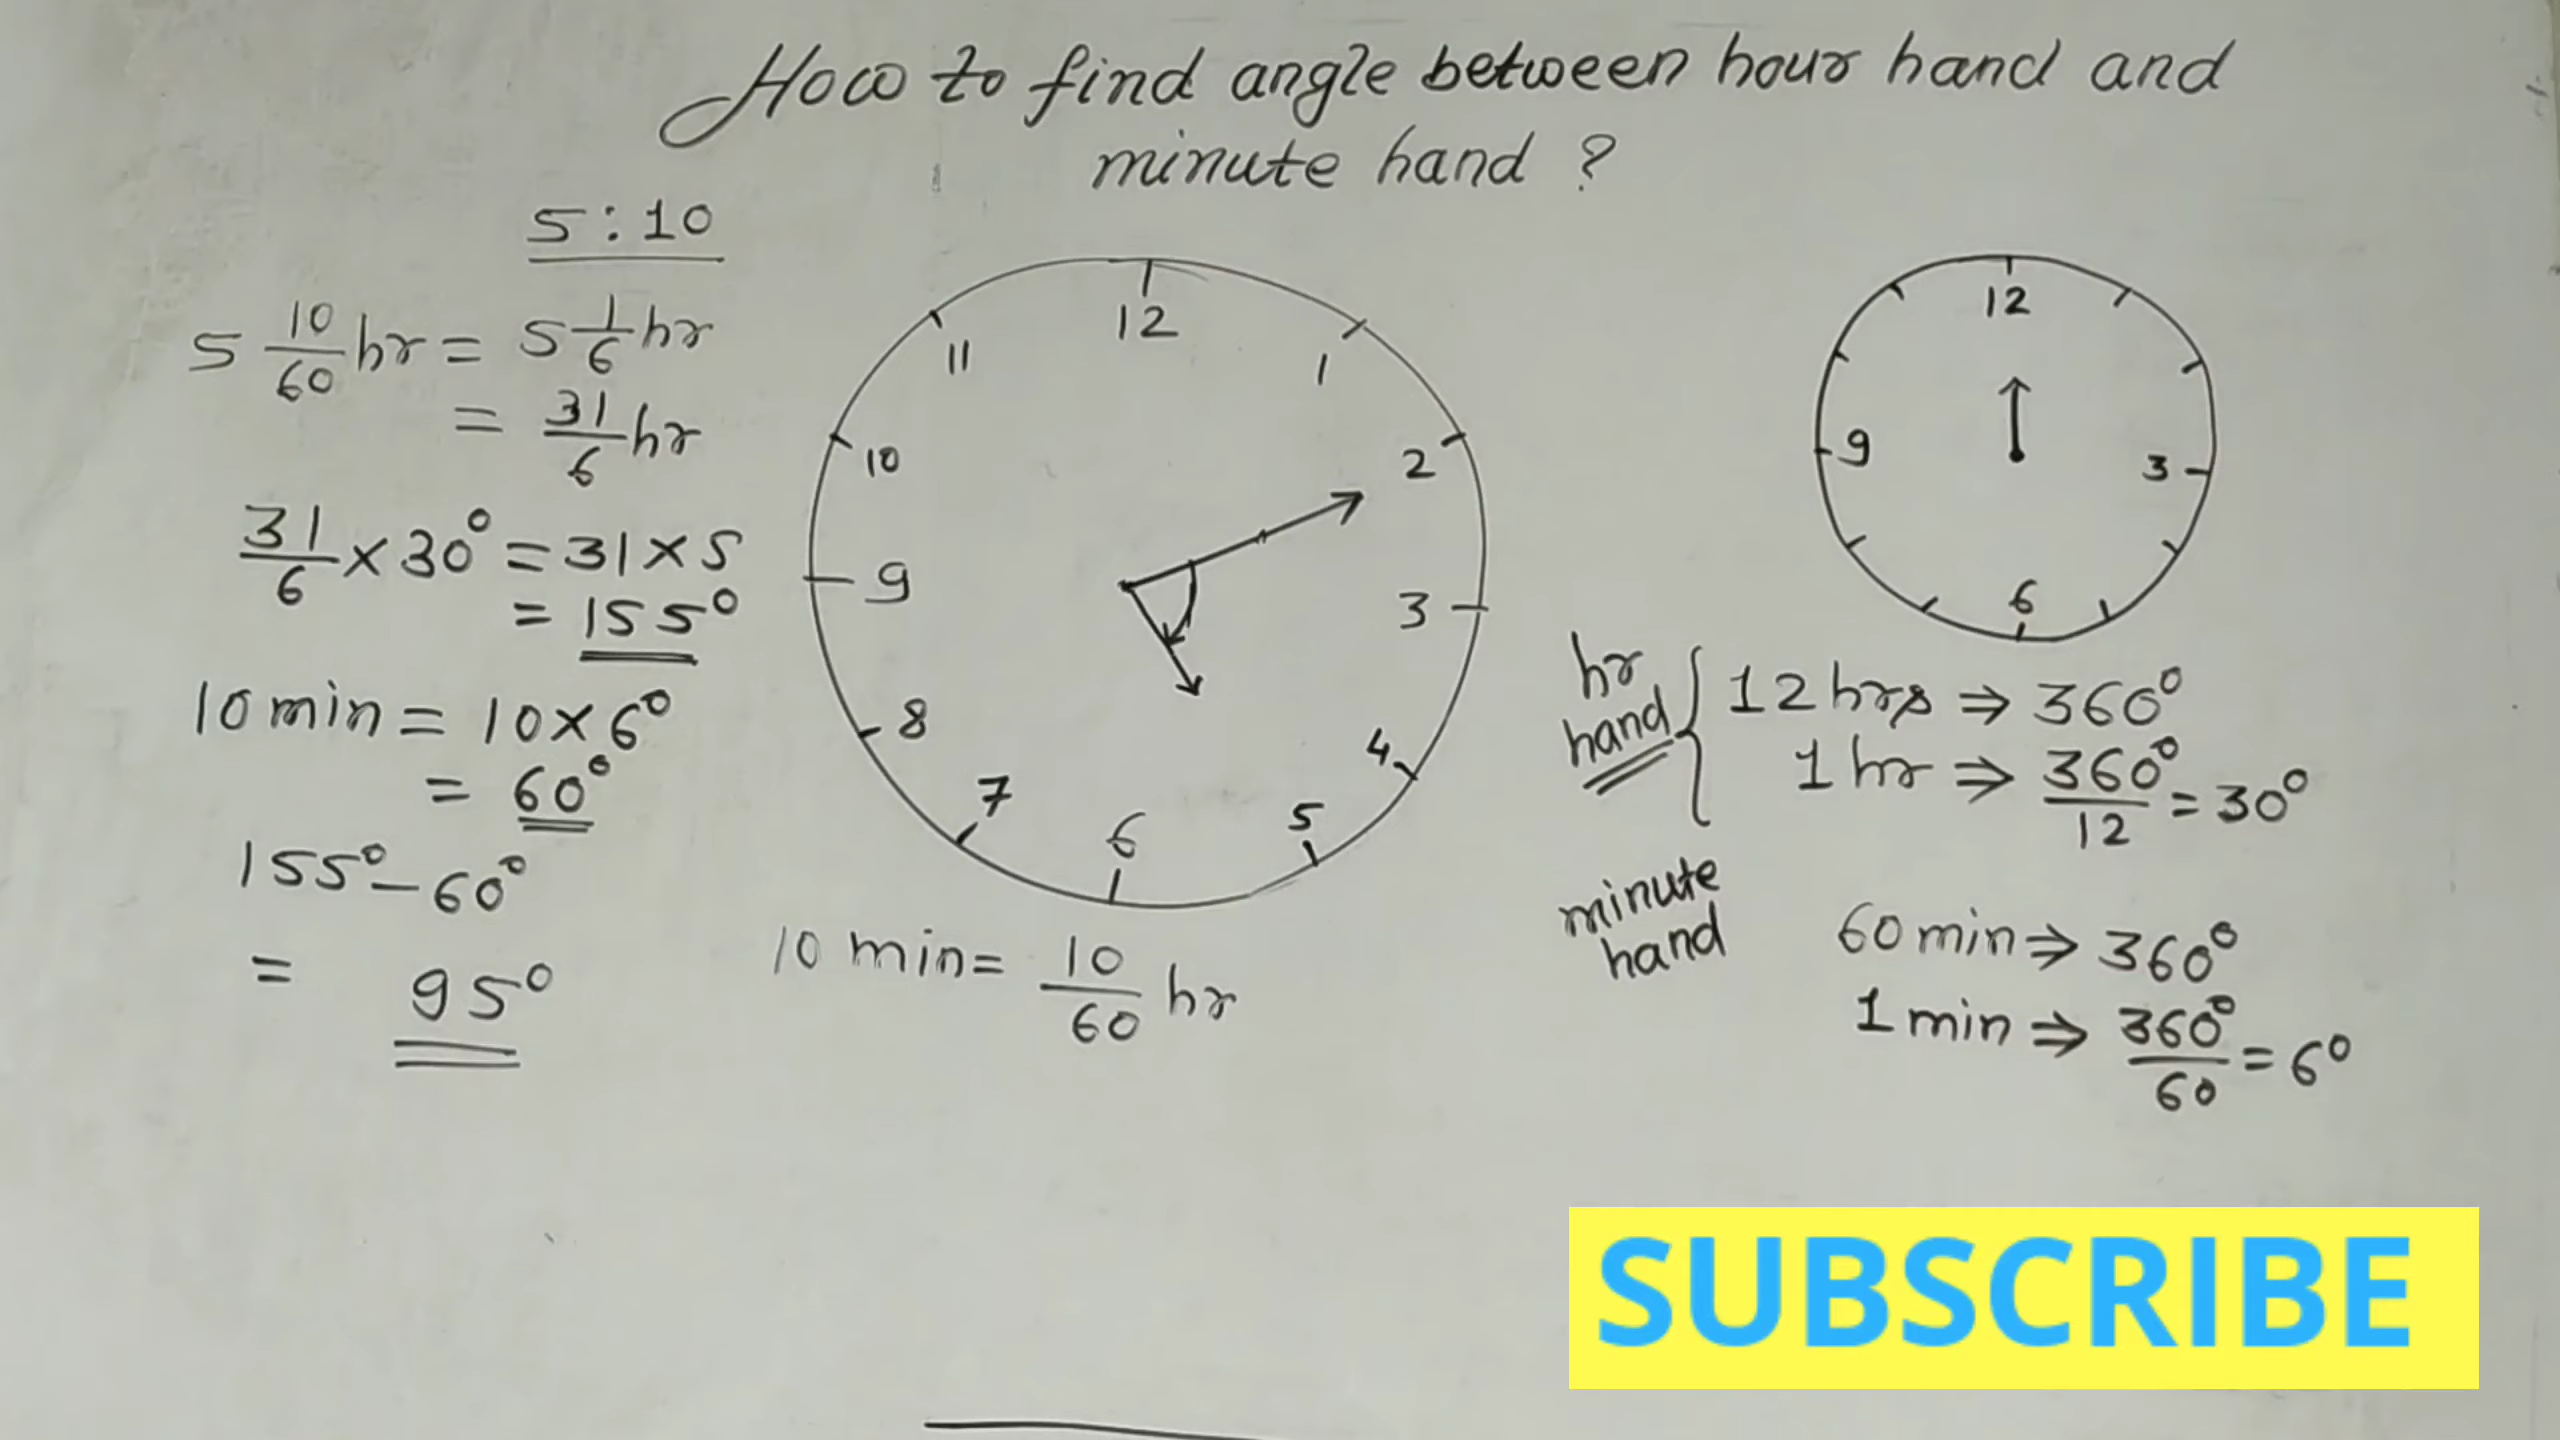 How to find angle between hour hand and
minute hand ?
5:10
5 10/60 hr = 5 1/6 hr
= 31/6 hr
31/6 × 30° = 31 × 5
= 155°
10 min = 10 × 6°
= 60°
155° – 60°
= 95°
12
1
2
3
4
5
6
7
8
9
10
11
10 min = 10/60 hr
12
3
6
9
hr
hand
12 hrs ⇒ 360°
1 hr ⇒ 360°/12 = 30°
minute
hand
60 min ⇒ 360°
1 min ⇒ 360°/60 = 6°
SUBSCRIBE